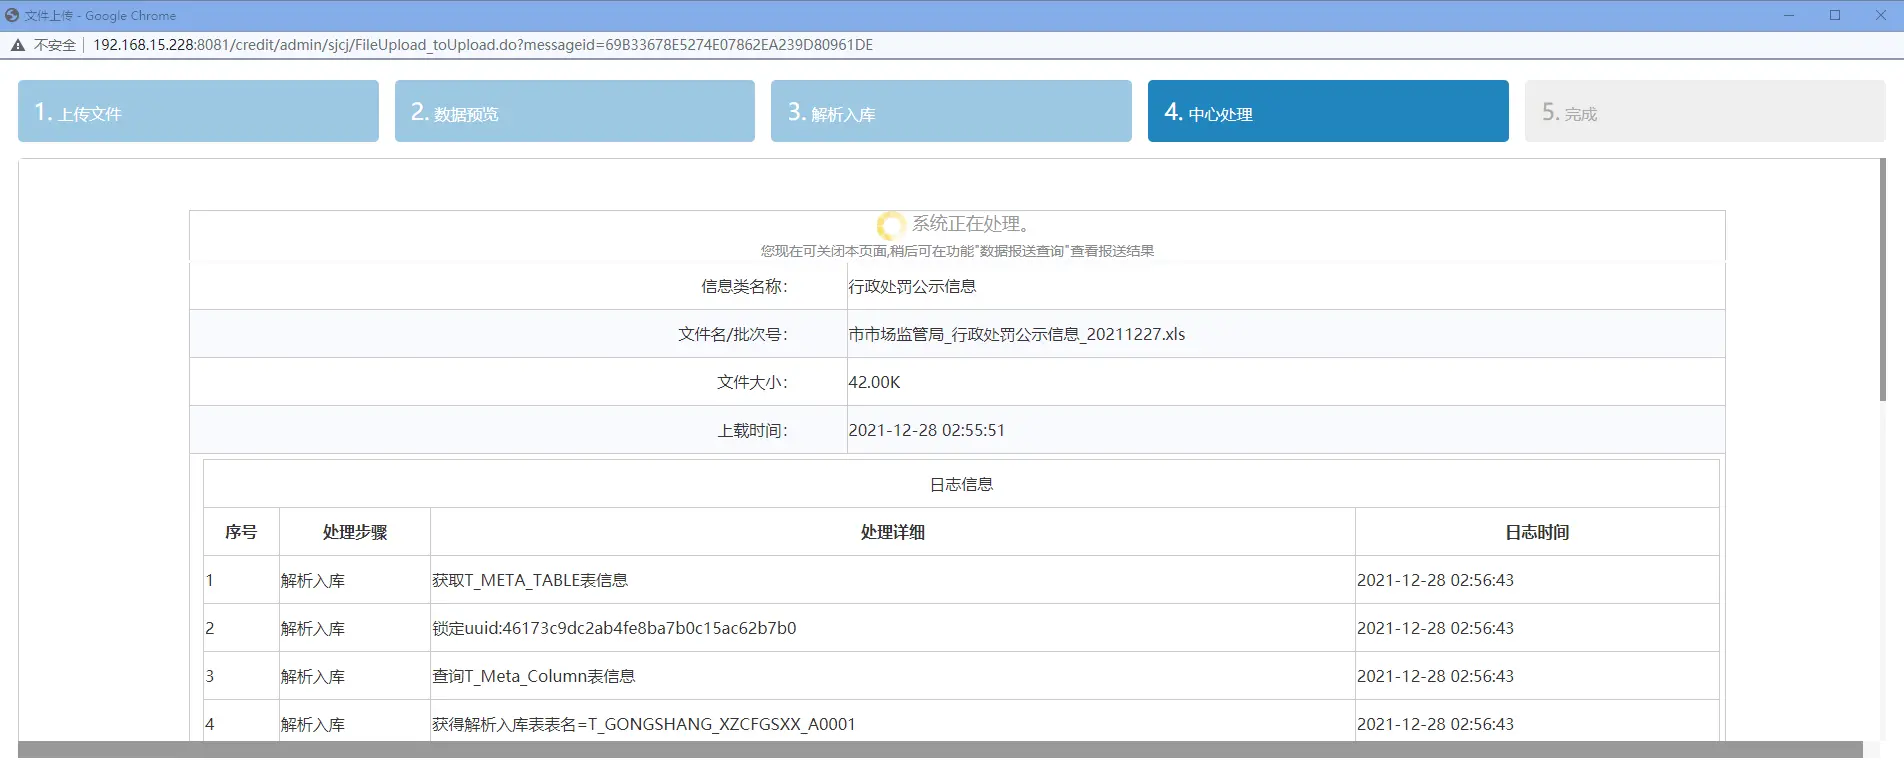 文件上传 - Google Chrome
不安全 | 192.168.15.228:8081/credit/admin/sjcj/FileUpload_toUpload.do?messageid=69B33678E5274E07862EA239D80961DE
1. 上传文件 2. 数据预览 3. 解析入库 4. 中心处理 5. 完成
系统正在处理。
您现在可关闭本页面,稍后可在功能"数据报送查询"查看报送结果
信息类名称： 行政处罚公示信息
文件名/批次号： 市市场监管局_行政处罚公示信息_20211227.xls
文件大小： 42.00K
上载时间： 2021-12-28 02:55:51
日志信息
序号 处理步骤 处理详细 日志时间
1 解析入库 获取T_META_TABLE表信息 2021-12-28 02:56:43
2 解析入库 锁定uuid:46173c9dc2ab4fe8ba7b0c15ac62b7b0 2021-12-28 02:56:43
3 解析入库 查询T_Meta_Column表信息 2021-12-28 02:56:43
4 解析入库 获得解析入库表表名=T_GONGSHANG_XZCFGSXX_A0001 2021-12-28 02:56:43